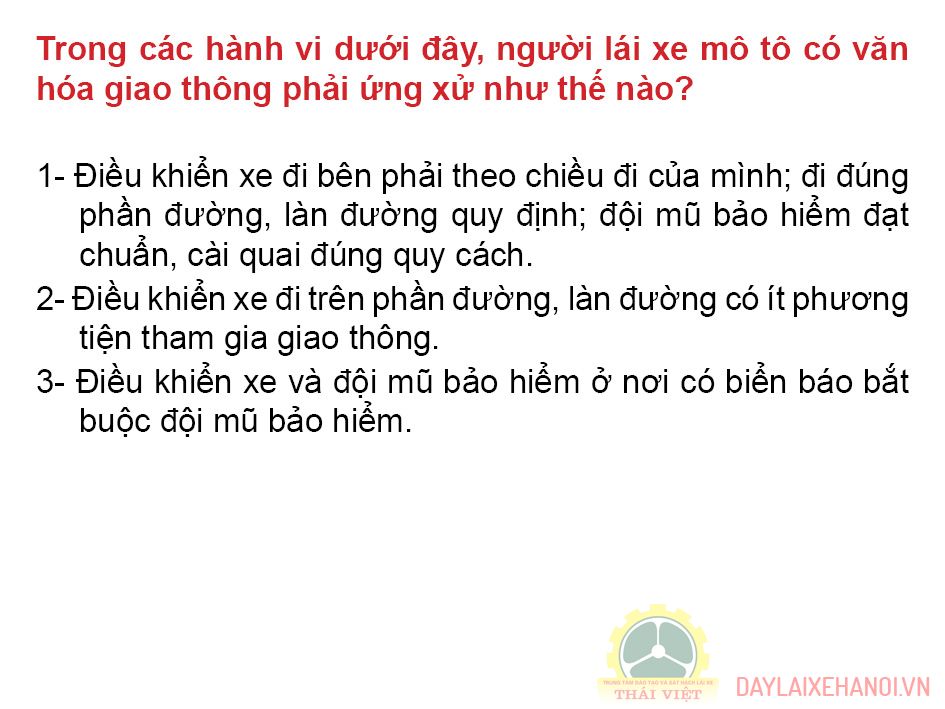 Trong các hành vi dưới đây, người lái xe mô tô có văn
hóa giao thông phải ứng xử như thế nào?
1- Điều khiển xe đi bên phải theo chiều đi của mình; đi đúng
phần đường, làn đường quy định; đội mũ bảo hiểm đạt
chuẩn, cài quai đúng quy cách.
2- Điều khiển xe đi trên phần đường, làn đường có ít phương
tiện tham gia giao thông.
3- Điều khiển xe và đội mũ bảo hiểm ở nơi có biển báo bắt
buộc đội mũ bảo hiểm.
TRUNG TÂM ĐÀO TẠO VÀ SÁT HẠCH LÁI XE
THÁI VIỆT
DAYLAIXEHANOI.VN